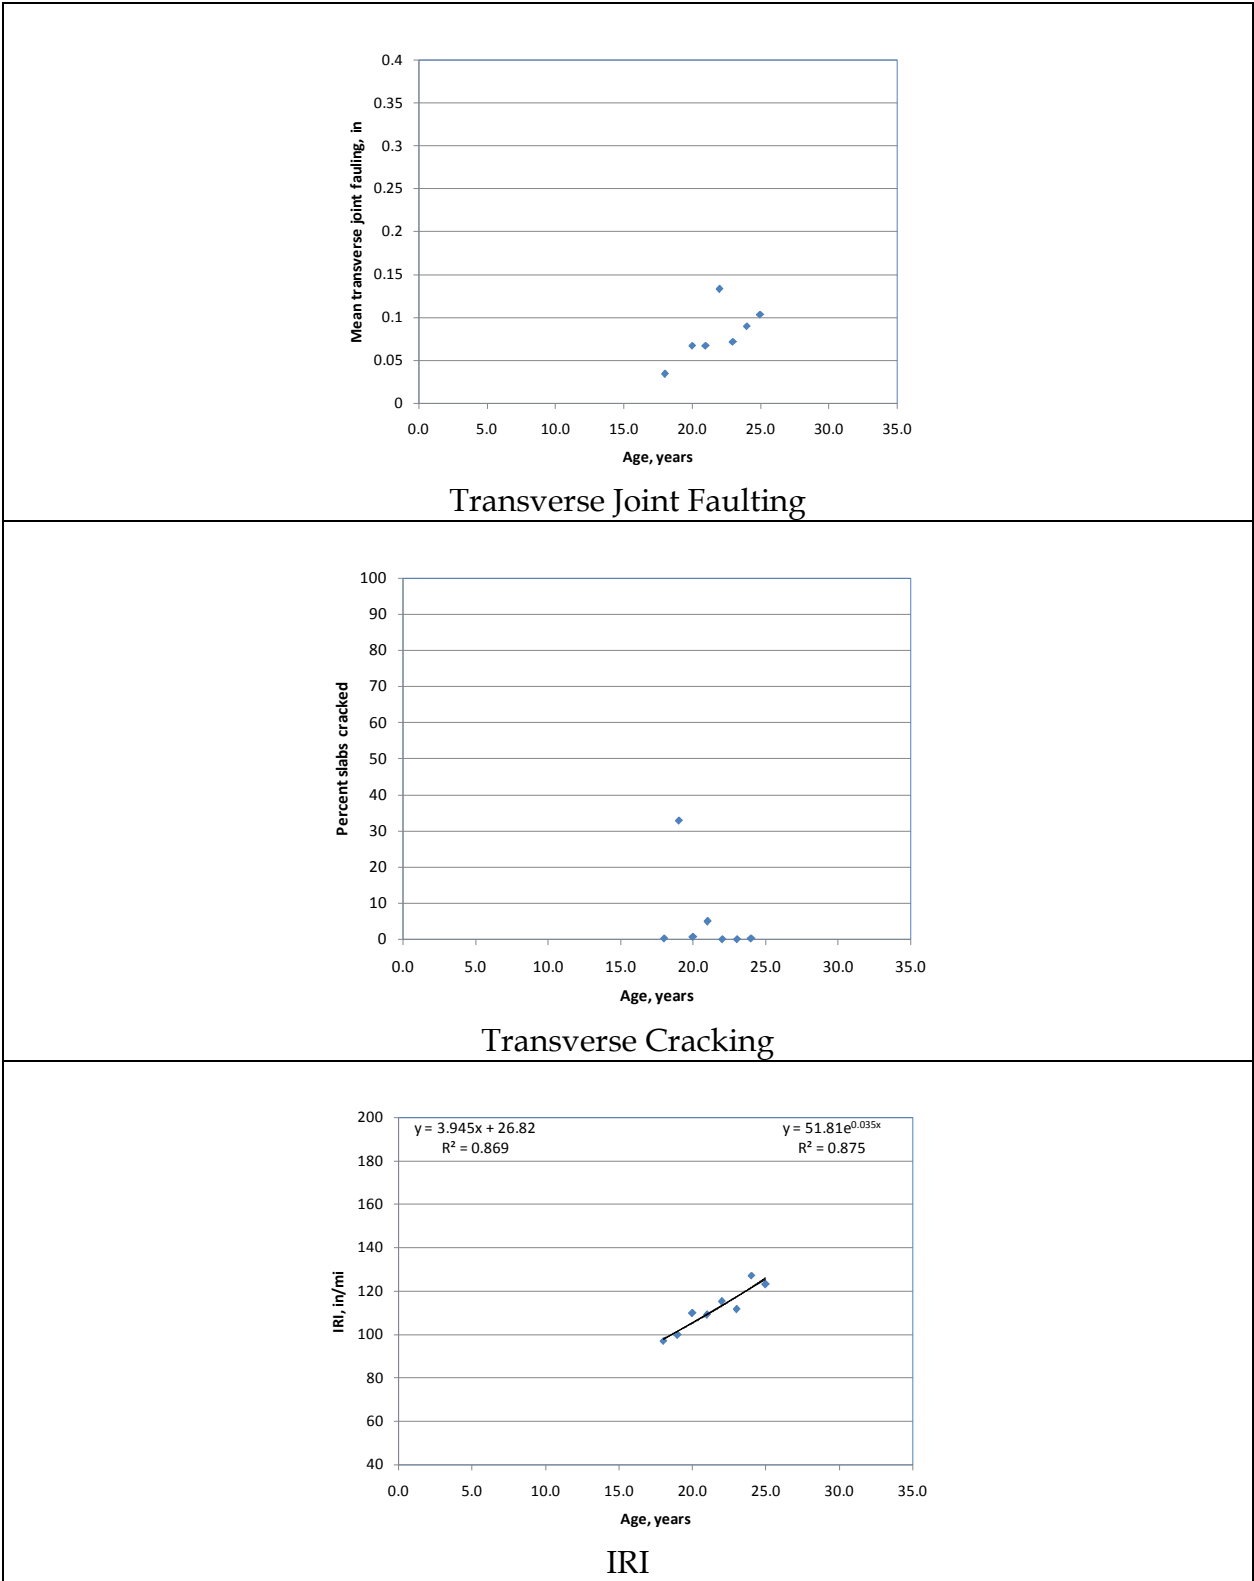 0.4
0.35
0.3
0.25
0.2
0.15
0.1
0.05
0
Mean transverse joint fauling, in
0.0 5.0 10.0 15.0 20.0 25.0 30.0 35.0
Age, years
Transverse Joint Faulting
100
90
80
70
60
50
40
30
20
10
0
Percent slabs cracked
0.0 5.0 10.0 15.0 20.0 25.0 30.0 35.0
Age, years
Transverse Cracking
200
180
160
140
120
100
80
60
40
IRI, in/mi
y = 3.945x + 26.82
R² = 0.869
y = 51.81e^0.035x
R² = 0.875
0.0 5.0 10.0 15.0 20.0 25.0 30.0 35.0
Age, years
IRI